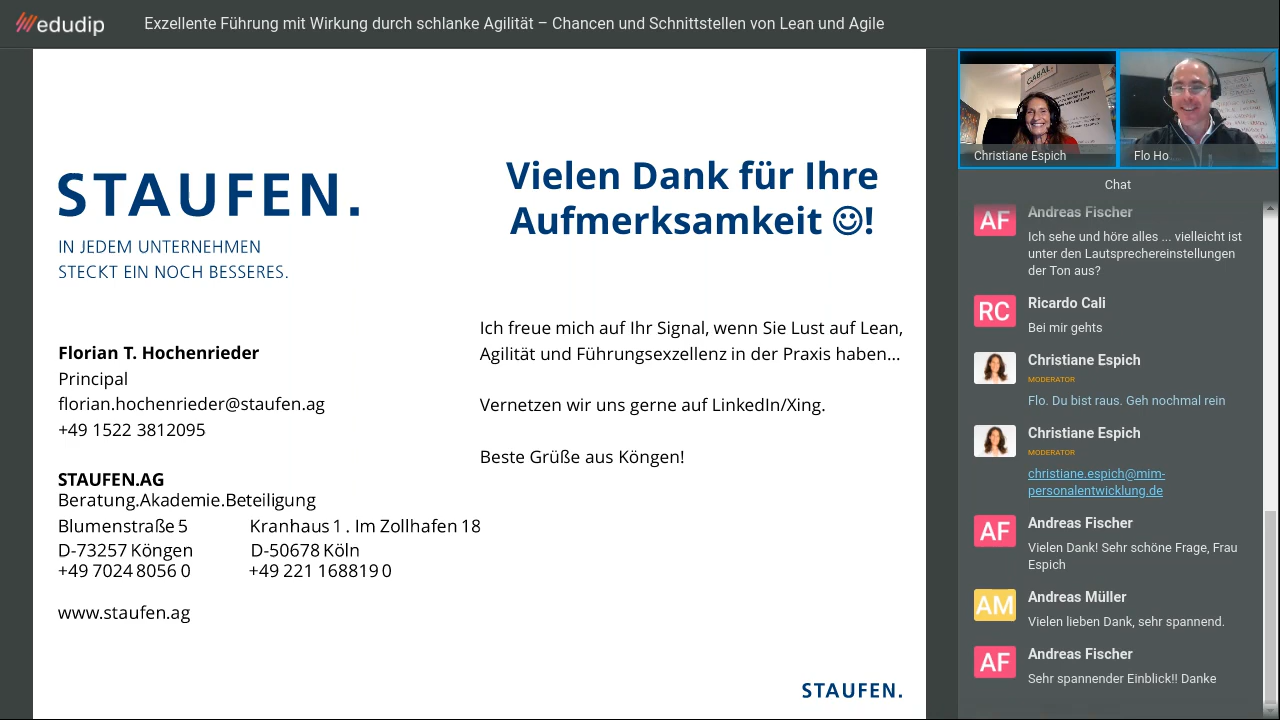 edudip
Exzellente Führung mit Wirkung durch schlanke Agilität – Chancen und Schnittstellen von Lean und Agile
STAUFEN.
IN JEDEM UNTERNEHMEN
STECKT EIN NOCH BESSERES.
Vielen Dank für Ihre
Aufmerksamkeit ☺!
Florian T. Hochenrieder
Principal
florian.hochenrieder@staufen.ag
+49 1522 3812095
STAUFEN.AG
Beratung.Akademie.Beteiligung
Blumenstraße 5 Kranhaus 1 . Im Zollhafen 18
D-73257 Köngen D-50678 Köln
+49 7024 8056 0 +49 221 168819 0
www.staufen.ag
Ich freue mich auf Ihr Signal, wenn Sie Lust auf Lean,
Agilität und Führungsexzellenz in der Praxis haben...
Vernetzen wir uns gerne auf LinkedIn/Xing.
Beste Grüße aus Köngen!
STAUFEN.
GABAL.
Christiane Espich
Flo Ho
Chat
AF
Andreas Fischer
Ich sehe und höre alles ... vielleicht ist
unter den Lautsprechereinstellungen
der Ton aus?
RC
Ricardo Cali
Bei mir gehts
Christiane Espich
MODERATOR
Flo. Du bist raus. Geh nochmal rein
Christiane Espich
MODERATOR
christiane.espich@mim-
personalentwicklung.de
AF
Andreas Fischer
Vielen Dank! Sehr schöne Frage, Frau
Espich
AM
Andreas Müller
Vielen lieben Dank, sehr spannend.
AF
Andreas Fischer
Sehr spannender Einblick!! Danke